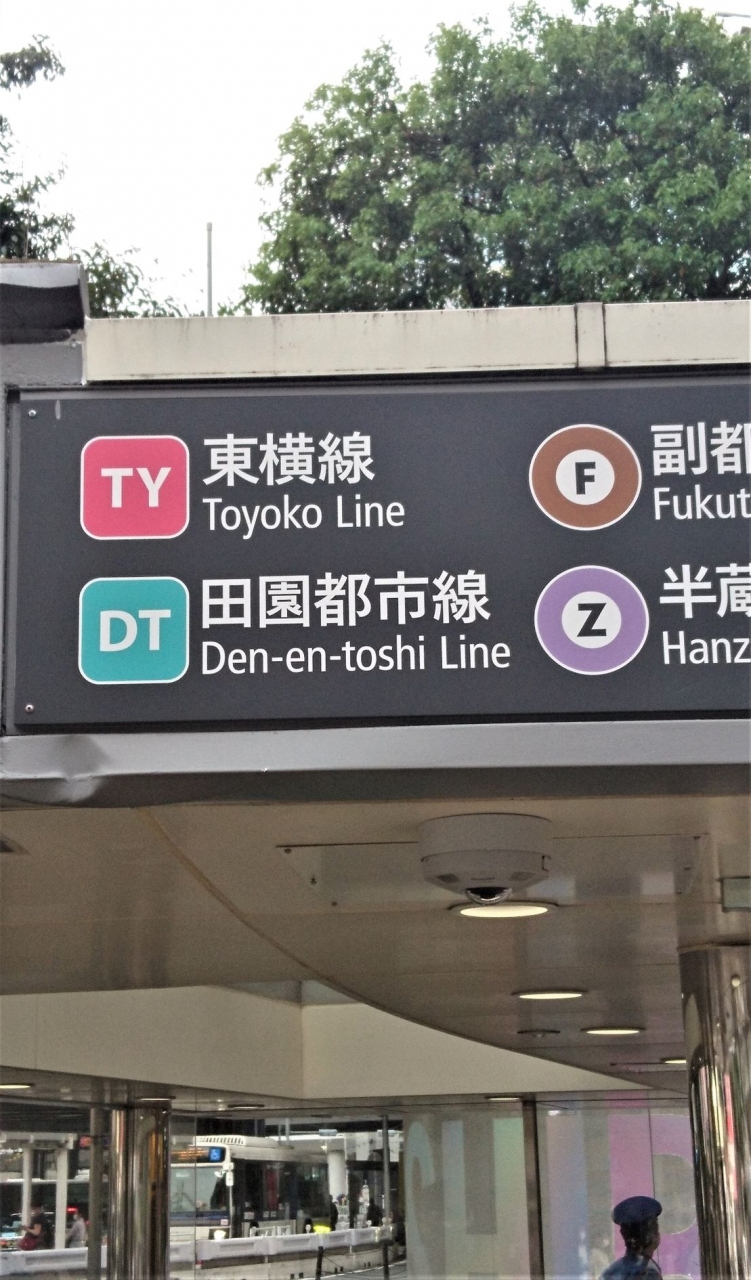 TY
東横線
Toyoko Line
F
副都
Fukut
DT
田園都市線
Den-en-toshi Line
Z
半蔵
Hanz